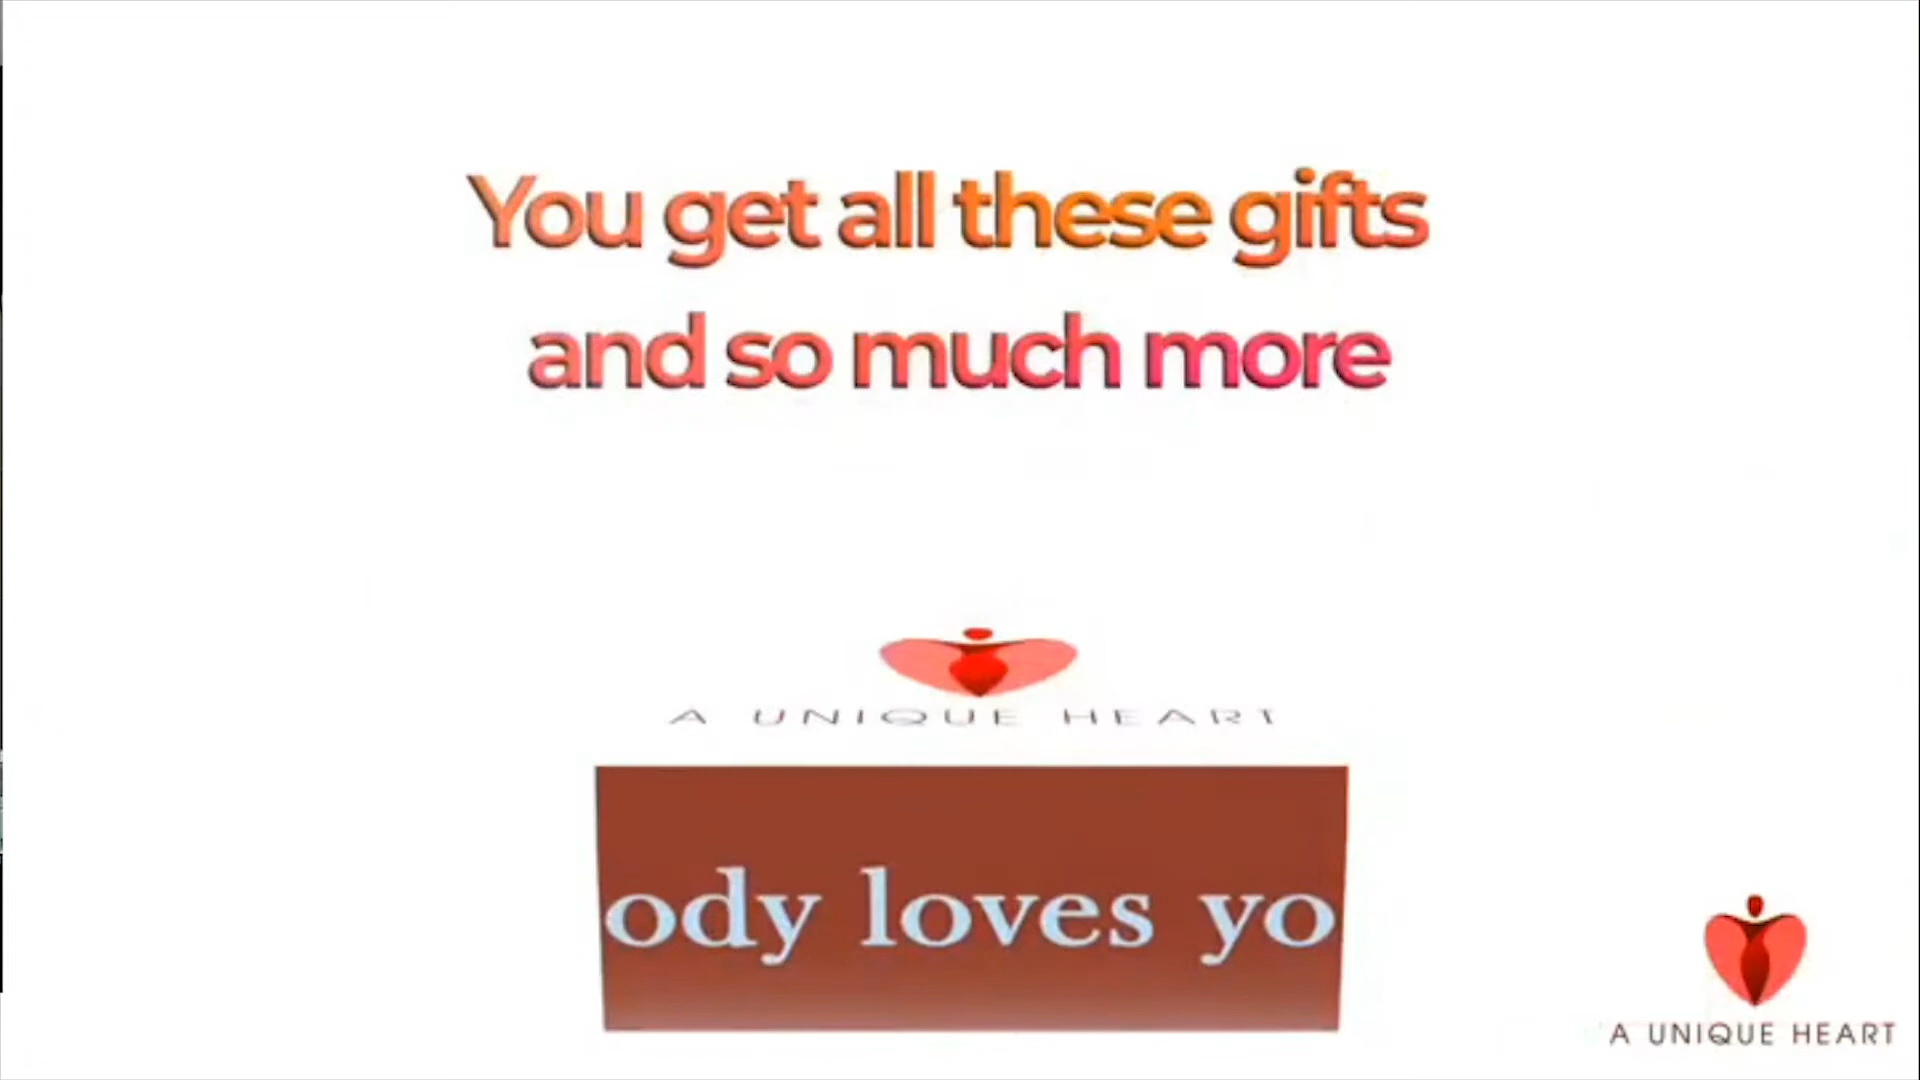 You get all these gifts
and so much more
A UNIQUE HEART
ody loves yo
A UNIQUE HEART